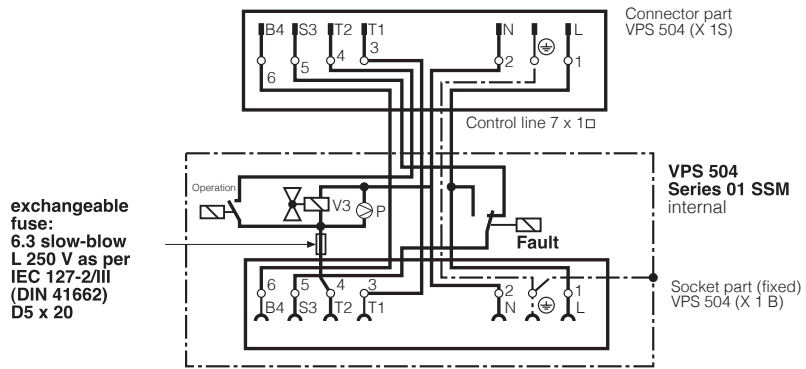 Connector part
VPS 504 (X 1S)
B4 S3 T2 T1 N L
6 5 4 3 2 1
Control line 7 x 1□
VPS 504
Series 01 SSM
internal
Operation
V3
P
Fault
exchangeable
fuse:
6.3 slow-blow
L 250 V as per
IEC 127-2/III
(DIN 41662)
D5 x 20
6 5 4 3 2 1
B4 S3 T2 T1 N L
Socket part (fixed)
VPS 504 (X 1 B)